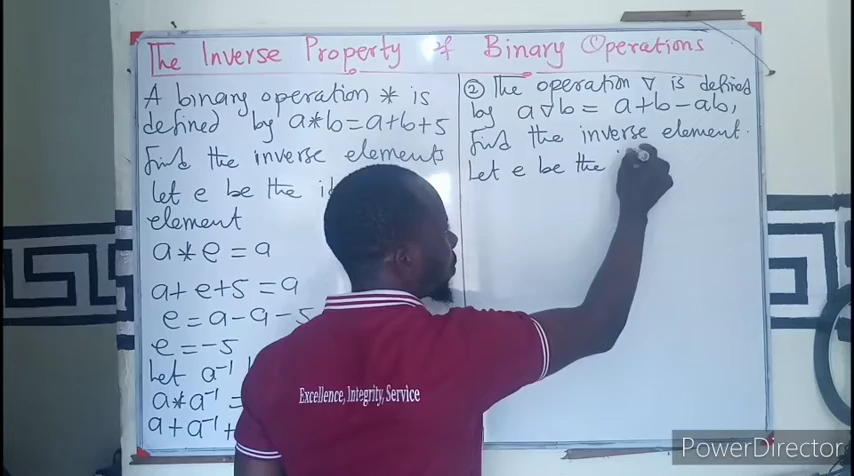 The Inverse Property of Binary Operations
A binary operation * is
defined by a*b=a+b+5
Find the inverse elements
let e be the
element
a*e=a
a+e+5=a
e=a-a-5
e=-5
Let a⁻¹
a*a⁻¹=
a+a⁻¹+
② The operation ∇ is defined
by a∇b=a+b-ab,
Find the inverse element.
Let e be the
Excellence, Integrity, Service
PowerDirector